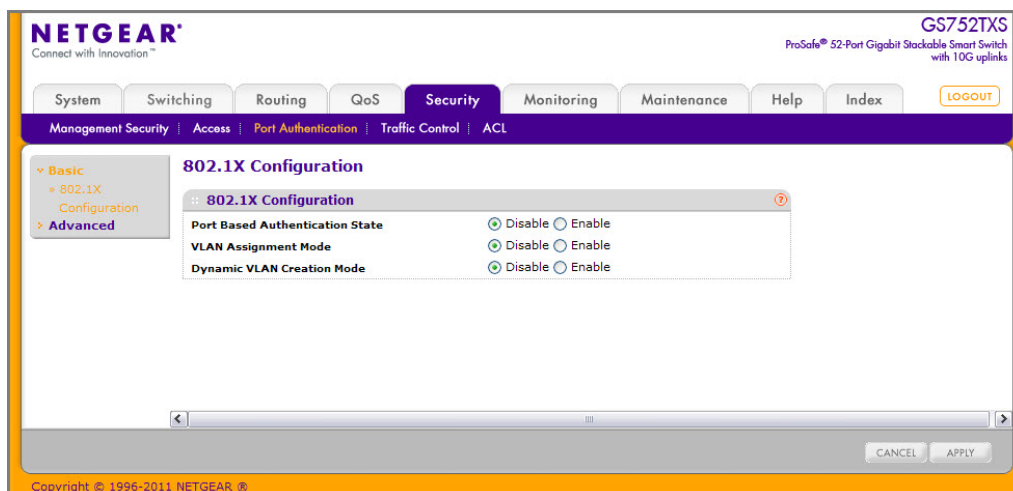 NETGEAR®
Connect with Innovation™
GS752TXS
ProSafe® 52-Port Gigabit Stackable Smart Switch
with 10G uplinks
System Switching Routing QoS Security Monitoring Maintenance Help Index LOGOUT
Management Security Access Port Authentication Traffic Control ACL
Basic
802.1X
Configuration
Advanced
802.1X Configuration
802.1X Configuration
Port Based Authentication State Disable Enable
VLAN Assignment Mode Disable Enable
Dynamic VLAN Creation Mode Disable Enable
CANCEL APPLY
Copyright © 1996-2011 NETGEAR ®